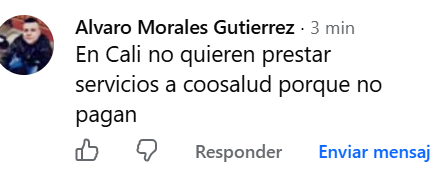 Alvaro Morales Gutierrez · 3 min
En Cali no quieren prestar
servicios a coosalud porque no
pagan
Responder Enviar mensaj